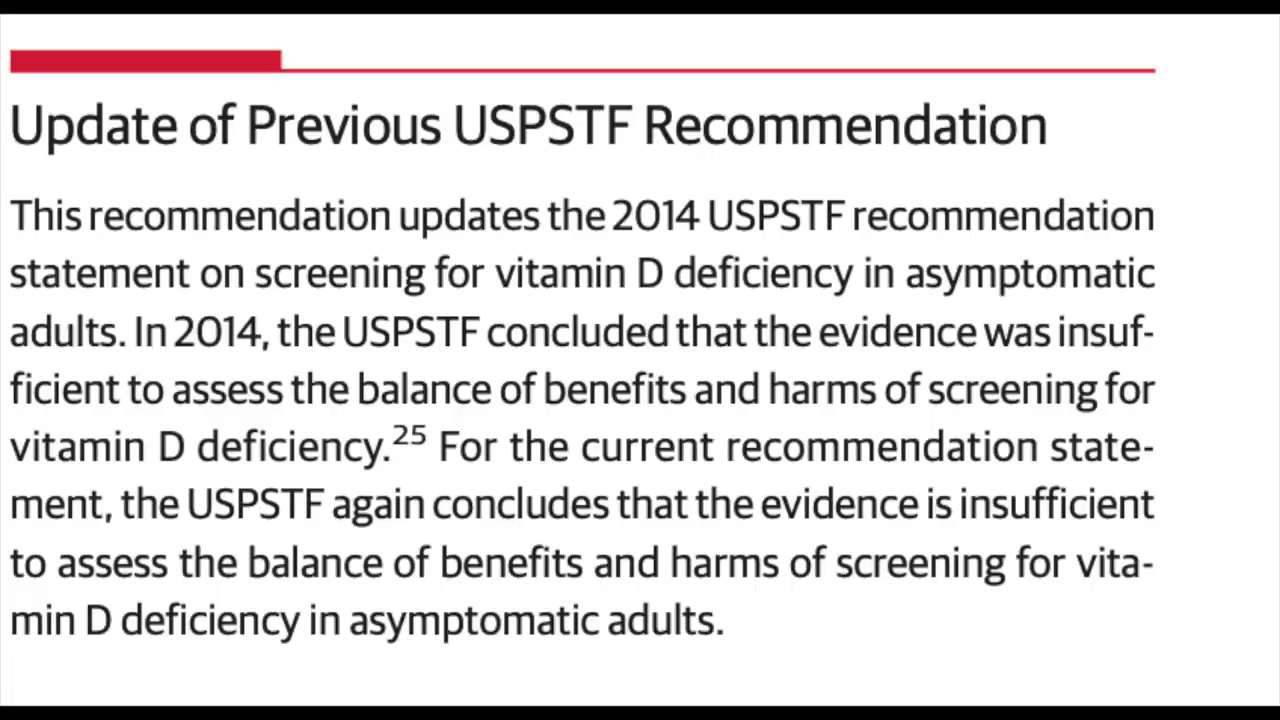 Update of Previous USPSTF Recommendation
This recommendation updates the 2014 USPSTF recommendation
statement on screening for vitamin D deficiency in asymptomatic
adults. In 2014, the USPSTF concluded that the evidence was insuf-
ficient to assess the balance of benefits and harms of screening for
vitamin D deficiency.25 For the current recommendation state-
ment, the USPSTF again concludes that the evidence is insufficient
to assess the balance of benefits and harms of screening for vita-
min D deficiency in asymptomatic adults.